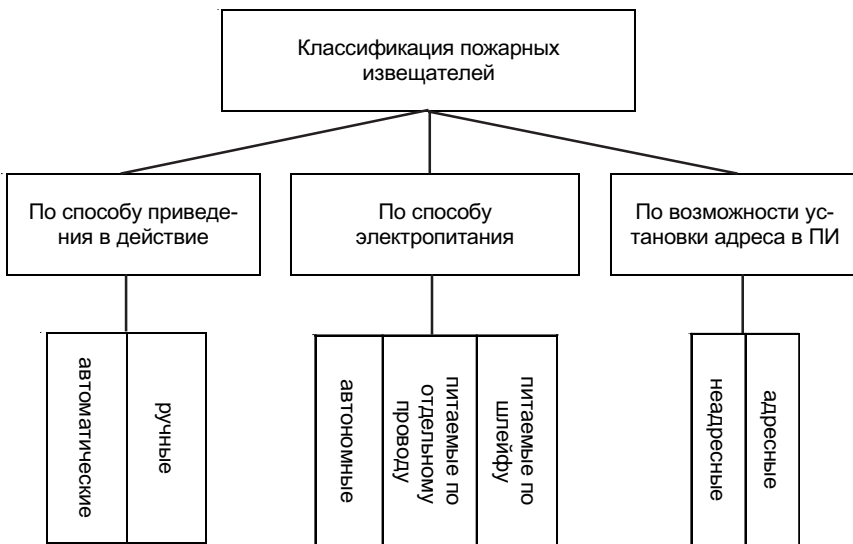 Классификация пожарных
извещателей
По способу приведе-
ния в действие
По способу
электропитания
По возможности ус-
тановки адреса в ПИ
автоматические
ручные
автономные
питаемые по
отдельному
проводу
питаемые по
шлейфу
неадресные
адресные